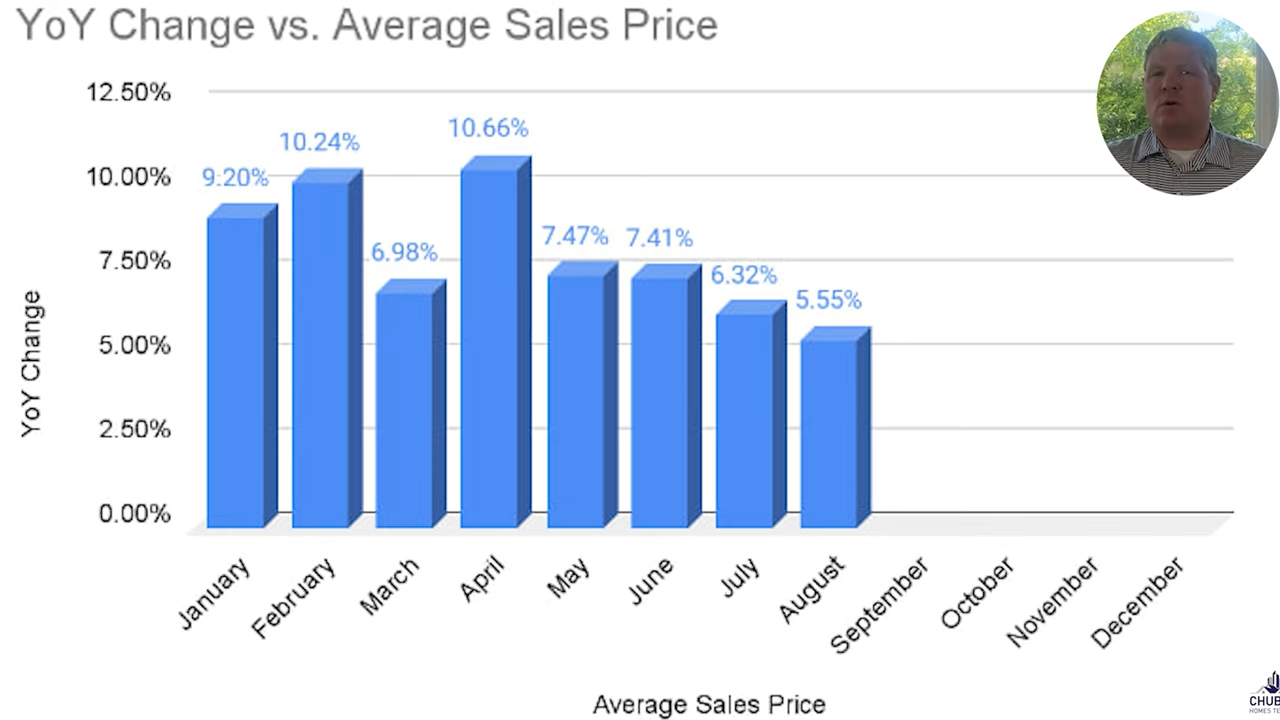 YoY Change vs. Average Sales Price
12.50%
10.00%
7.50%
5.00%
2.50%
0.00%
YoY Change
9.20%
10.24%
6.98%
10.66%
7.47%
7.41%
6.32%
5.55%
January
February
March
April
May
June
July
August
September
October
November
December
Average Sales Price
CHUB
HOMES TE